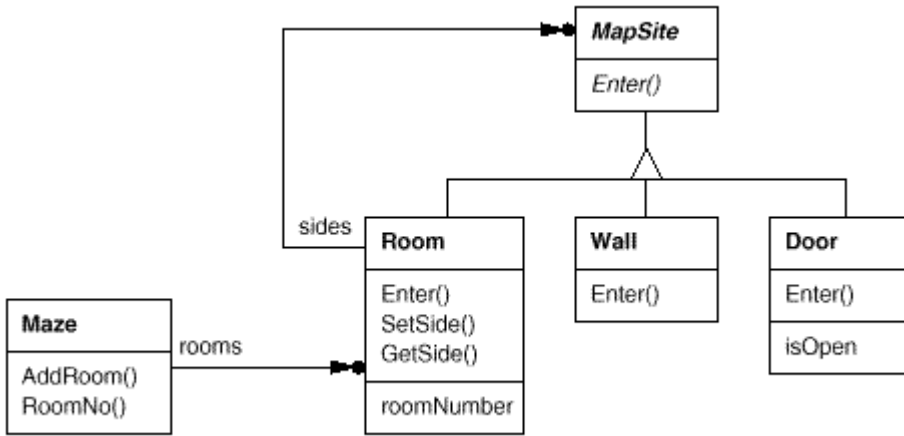 MapSite
Enter()
sides
Room
Enter()
SetSide()
GetSide()
roomNumber
Wall
Enter()
Door
Enter()
isOpen
Maze
AddRoom()
RoomNo()
rooms